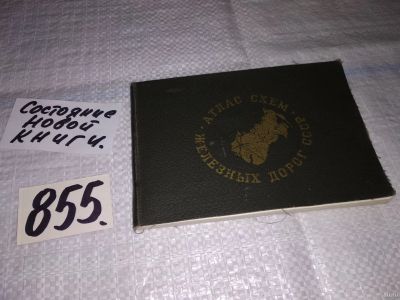 Состояние
новой
книги.
855.
АТЛАС СХЕМ •
ЖЕЛЕЗНЫХ ДОРОГ СССР •